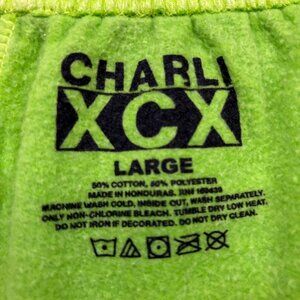 CHARLI
XCX
LARGE
50% COTTON, 50% POLYESTER
MADE IN HONDURAS. RN#
MACHINE WASH COLD, INSIDE OUT, WASH SEPARATELY.
ONLY NON-CHLORINE BLEACH. TUMBLE DRY LOW HEAT.
DO NOT IRON IF DECORATED. DO NOT DRY CLEAN.